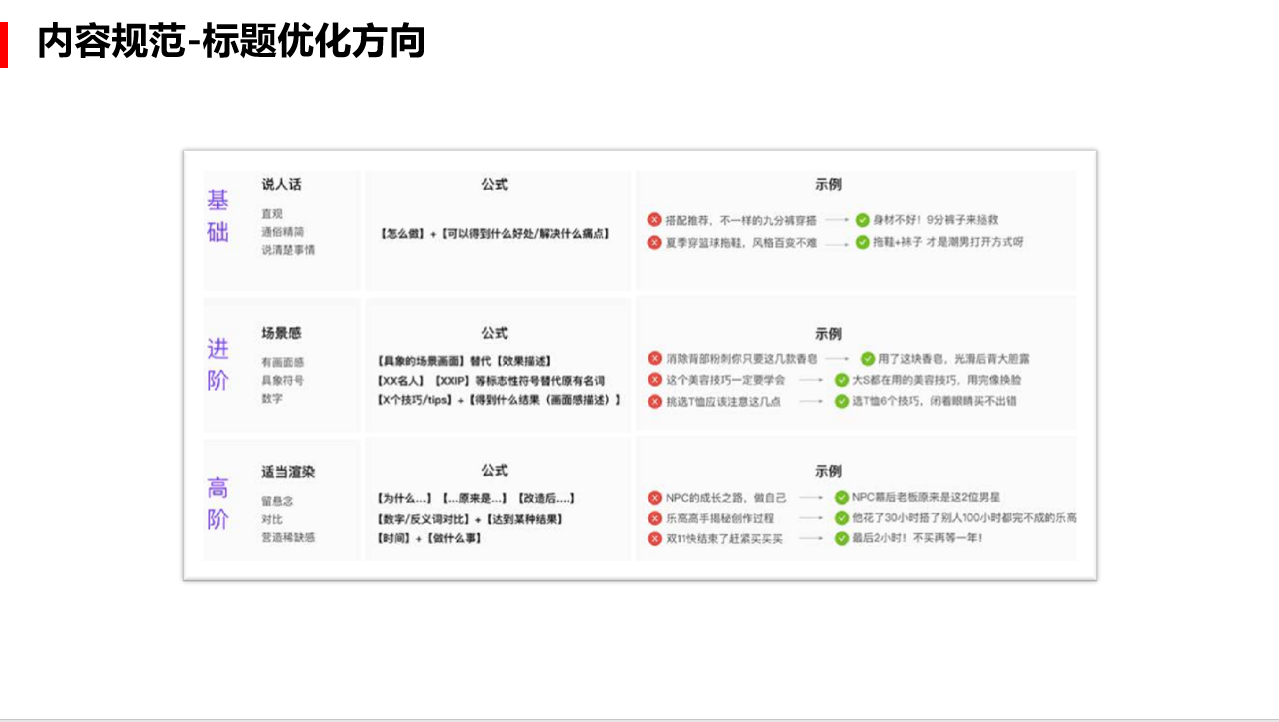 内容规范-标题优化方向
基础
说人话
直观
通俗精简
说清楚事情
公式
【怎么做】+【可以得到什么好处/解决什么痛点】
示例
搭配推荐，不一样的九分裤穿搭 → 身材不好！9分裤子来拯救
夏季穿篮球拖鞋，风格百变不难 → 拖鞋+袜子 才是潮男打开方式呀
进阶
场景感
有画面感
具象符号
数字
公式
【具象的场景画面】替代【效果描述】
【XX名人】【XXIP】等标志性符号替代原有名词
【X个技巧/tips】+【得到什么结果（画面感描述）】
示例
消除背部粉刺你只要这几款香皂 → 用了这块香皂，光滑后背大胆露
这个美容技巧一定要学会 → 大S都在用的美容技巧，用完像换脸
挑选T恤应该注意这几点 → 选T恤6个技巧，闭着眼睛买不出错
高阶
适当渲染
留悬念
对比
营造稀缺感
公式
【为什么...】【...原来是...】【改造后....】
【数字/反义词对比】+【达到某种结果】
【时间】+【做什么事】
示例
NPC的成长之路，做自己 → NPC幕后老板原来是这2位男星
乐高高手揭秘创作过程 → 他花了30小时搭了别人100小时都完不成的乐高
双11快结束了赶紧买买买 → 最后2小时！不买再等一年！